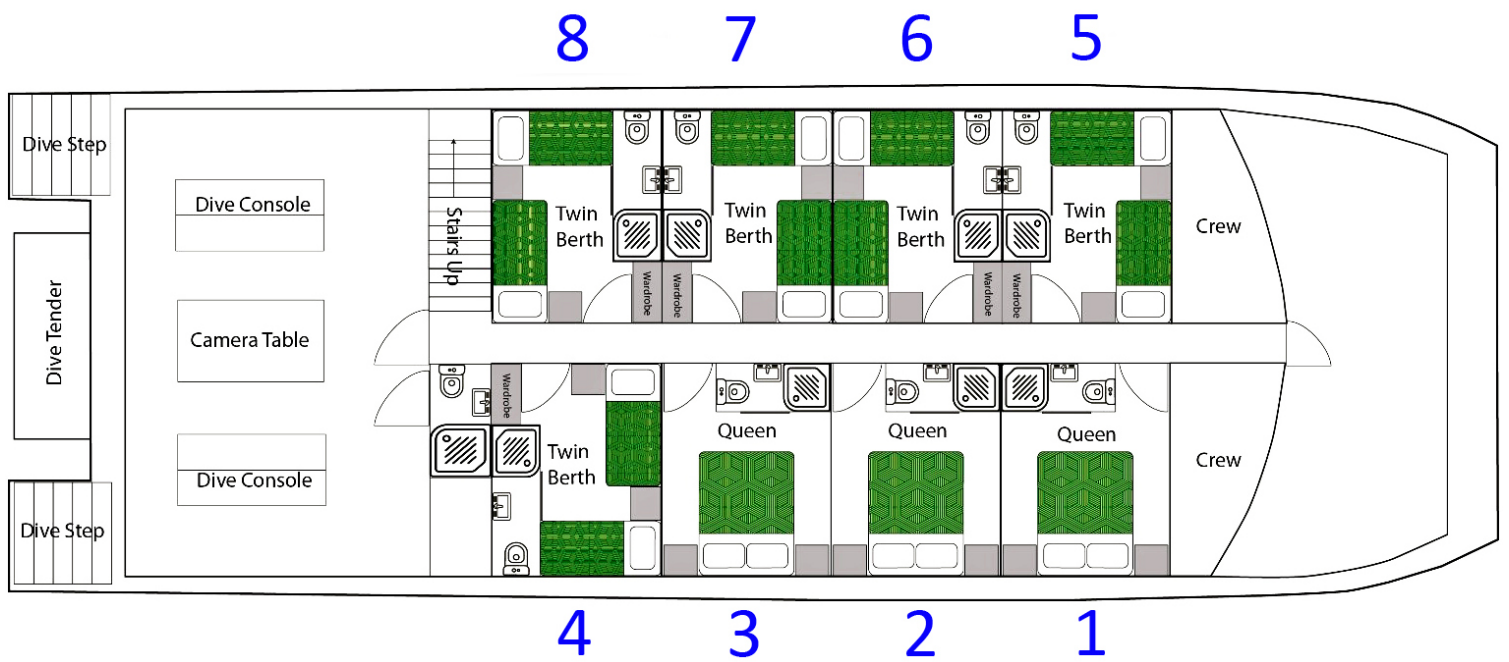 8 7 6 5
Dive Step
Dive Console
Stairs Up
Twin
Berth
Twin
Berth
Twin
Berth
Twin
Berth
Crew
Wardrobe
Wardrobe
Wardrobe
Wardrobe
Dive Tender
Camera Table
Wardrobe
Queen
Queen
Queen
Twin
Berth
Crew
Dive Console
Dive Step
4 3 2 1